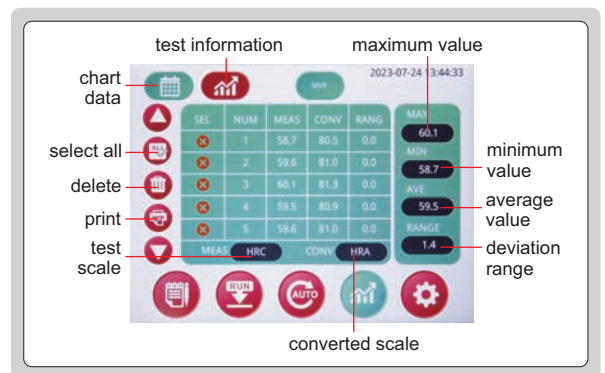 test information
maximum value
chart
data
2023-07-24 13:44:33
SAVE
SEL NUM MEAS CONV RANG
1 58.7 80.5 0.0
2 59.6 81.0 0.0
3 60.1 81.3 0.0
4 59.5 80.9 0.0
5 59.6 81.0 0.0
MEAS HRC CONV HRA
MAX
60.1
MIN
58.7
AVE
59.5
RANGE
1.4
select all
ALL
delete
print
test
scale
minimum
value
average
value
deviation
range
RUN
AUTO
converted scale